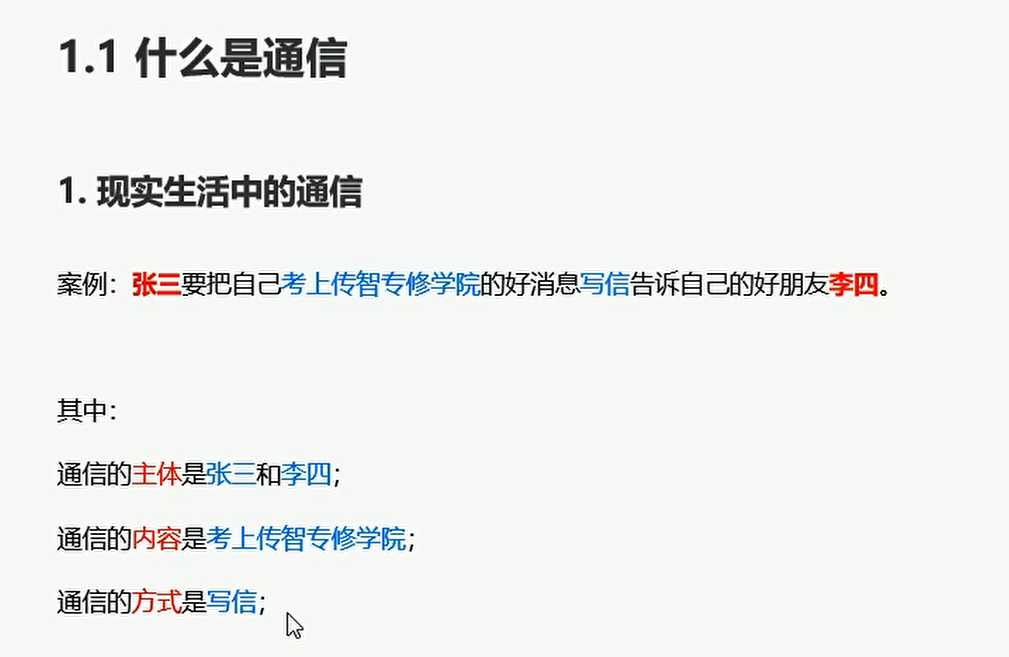 1.1 什么是通信
1. 现实生活中的通信
案例：张三要把自己考上传智专修学院的好消息写信告诉自己的好朋友李四。
其中：
通信的主体是张三和李四；
通信的内容是考上传智专修学院；
通信的方式是写信；